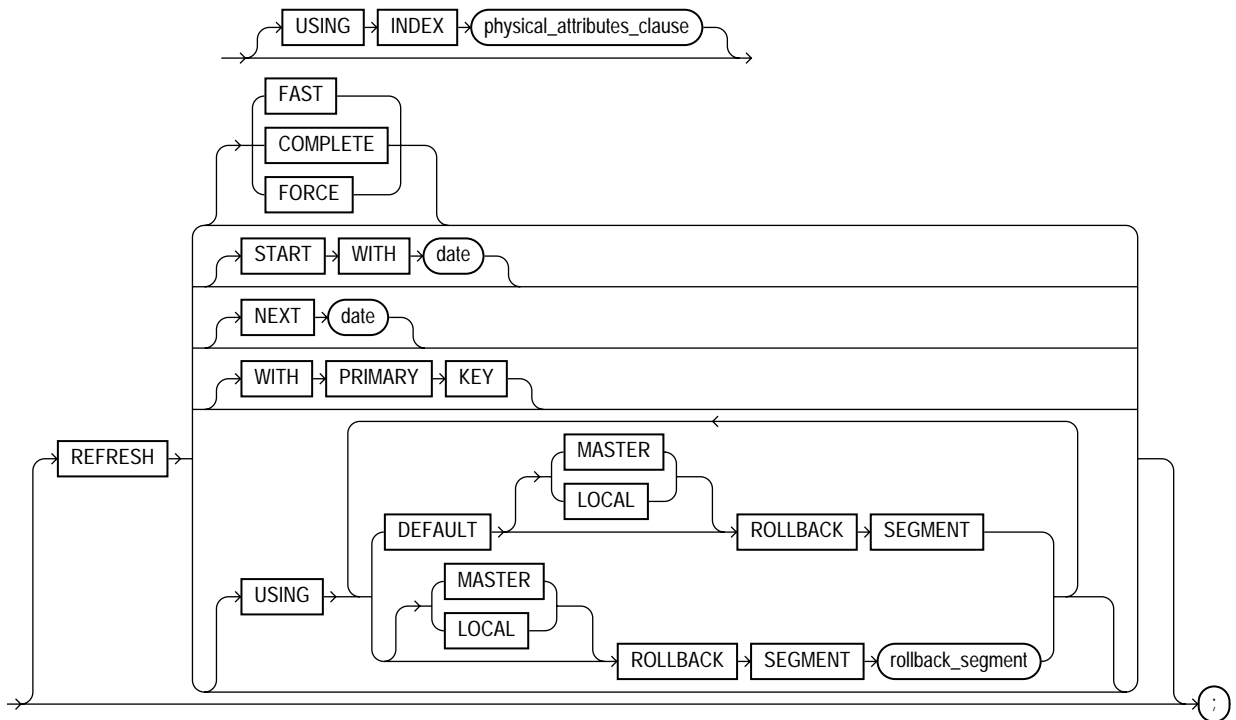 USING INDEX physical_attributes_clause
FAST
COMPLETE
FORCE
START WITH date
NEXT date
WITH PRIMARY KEY
REFRESH
MASTER
LOCAL
DEFAULT ROLLBACK SEGMENT
USING
MASTER
LOCAL
ROLLBACK SEGMENT rollback_segment
;